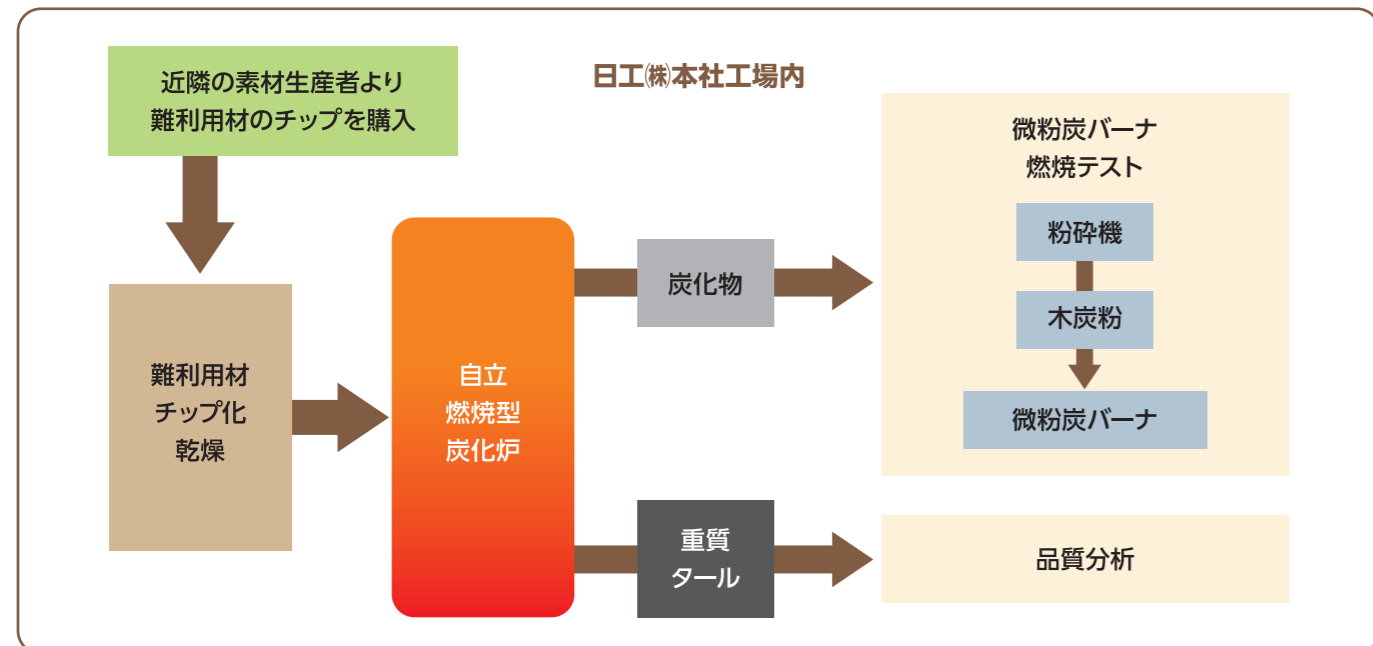 近隣の素材生産者より
難利用材のチップを購入
日工㈱本社工場内
難利用材
チップ化
乾燥
自立
燃焼型
炭化炉
炭化物
重質
タール
微粉炭バーナ
燃焼テスト
粉砕機
木炭粉
微粉炭バーナ
品質分析